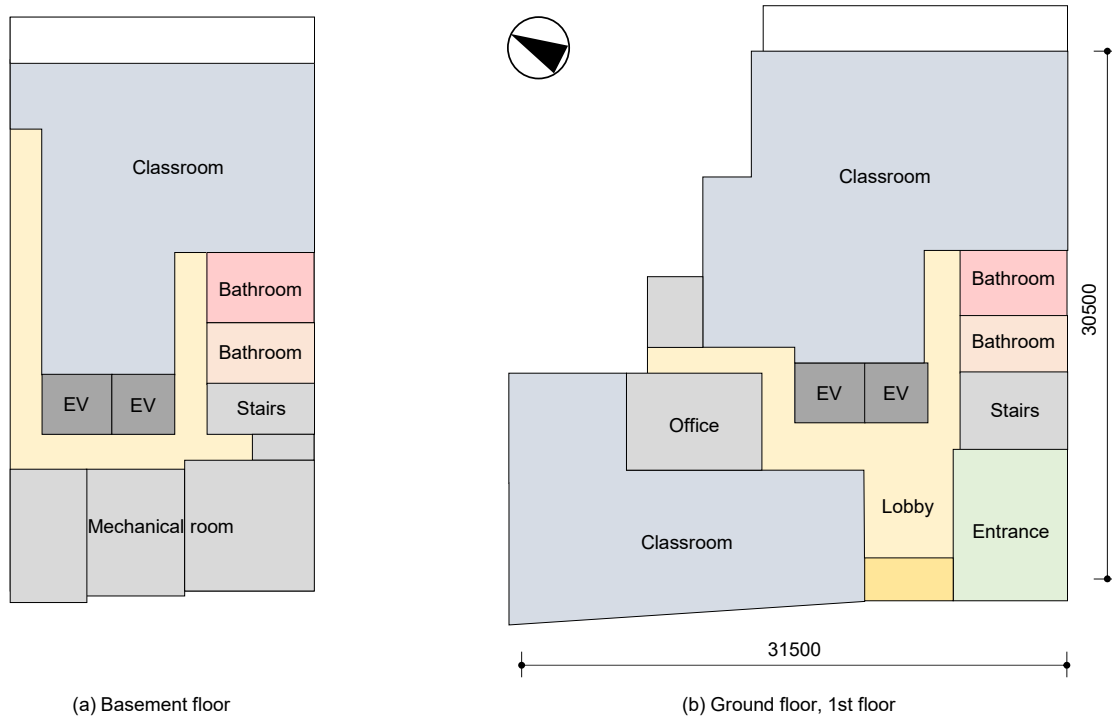 Classroom
Bathroom
Bathroom
EV
EV
Stairs
Mechanical room
(a) Basement floor
Classroom
Bathroom
Bathroom
EV
EV
Stairs
Office
Lobby
Classroom
Entrance
30500
31500
(b) Ground floor, 1st floor